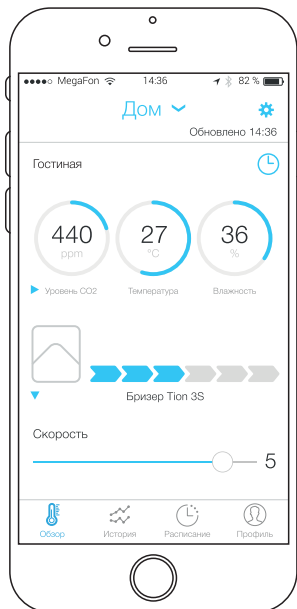 MegaFon 14:36 82 %
Дом
Обновлено 14:36
Гостиная
440 27 36
ppm °C %
Уровень CO2 Температура Влажность
Бризер Tion 3S
Скорость
5
Обзор История Расписание Профиль